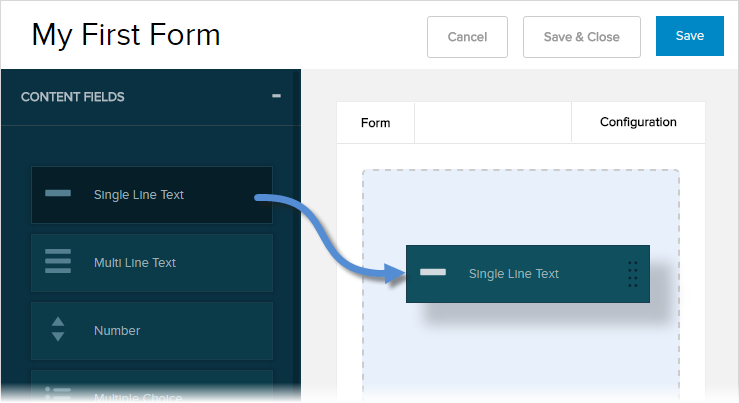 My First Form
Cancel
Save & Close
Save
CONTENT FIELDS
Form
Configuration
Single Line Text
Single Line Text
Multi Line Text
Number
Multiple Choice